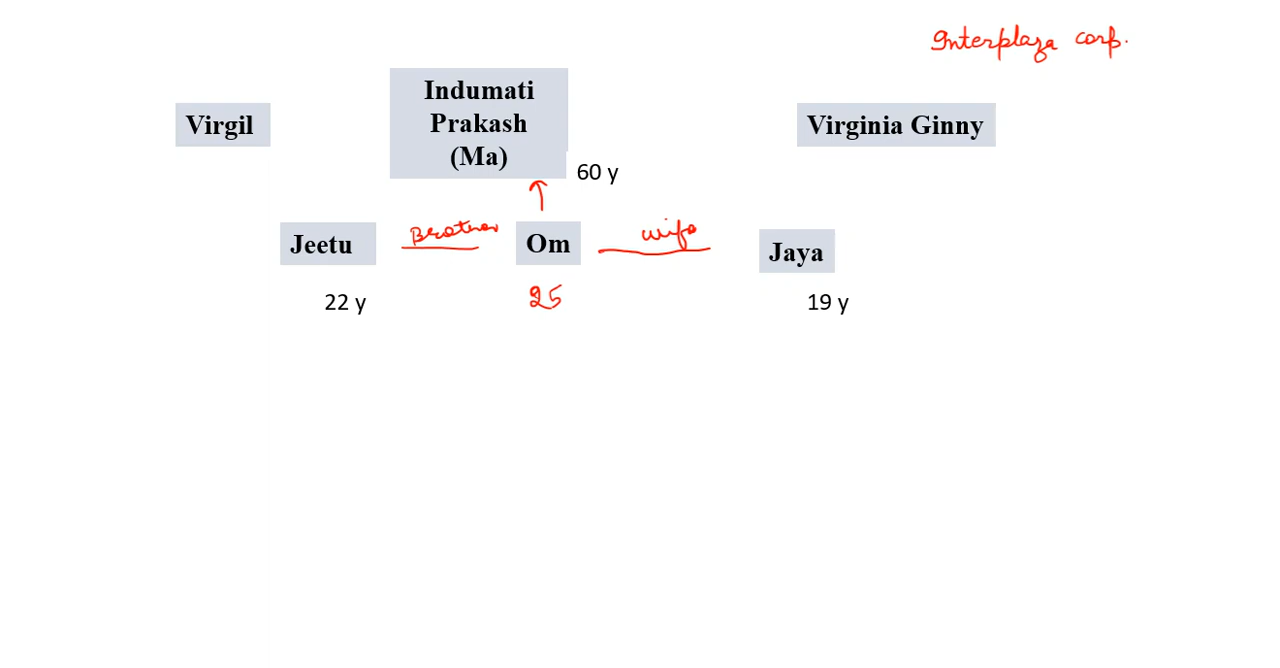 Interplaza corp.
Indumati
Prakash
(Ma)
Virgil
Virginia Ginny
60 y
Jeetu
Brother
Om
wife
Jaya
22 y
25
19 y